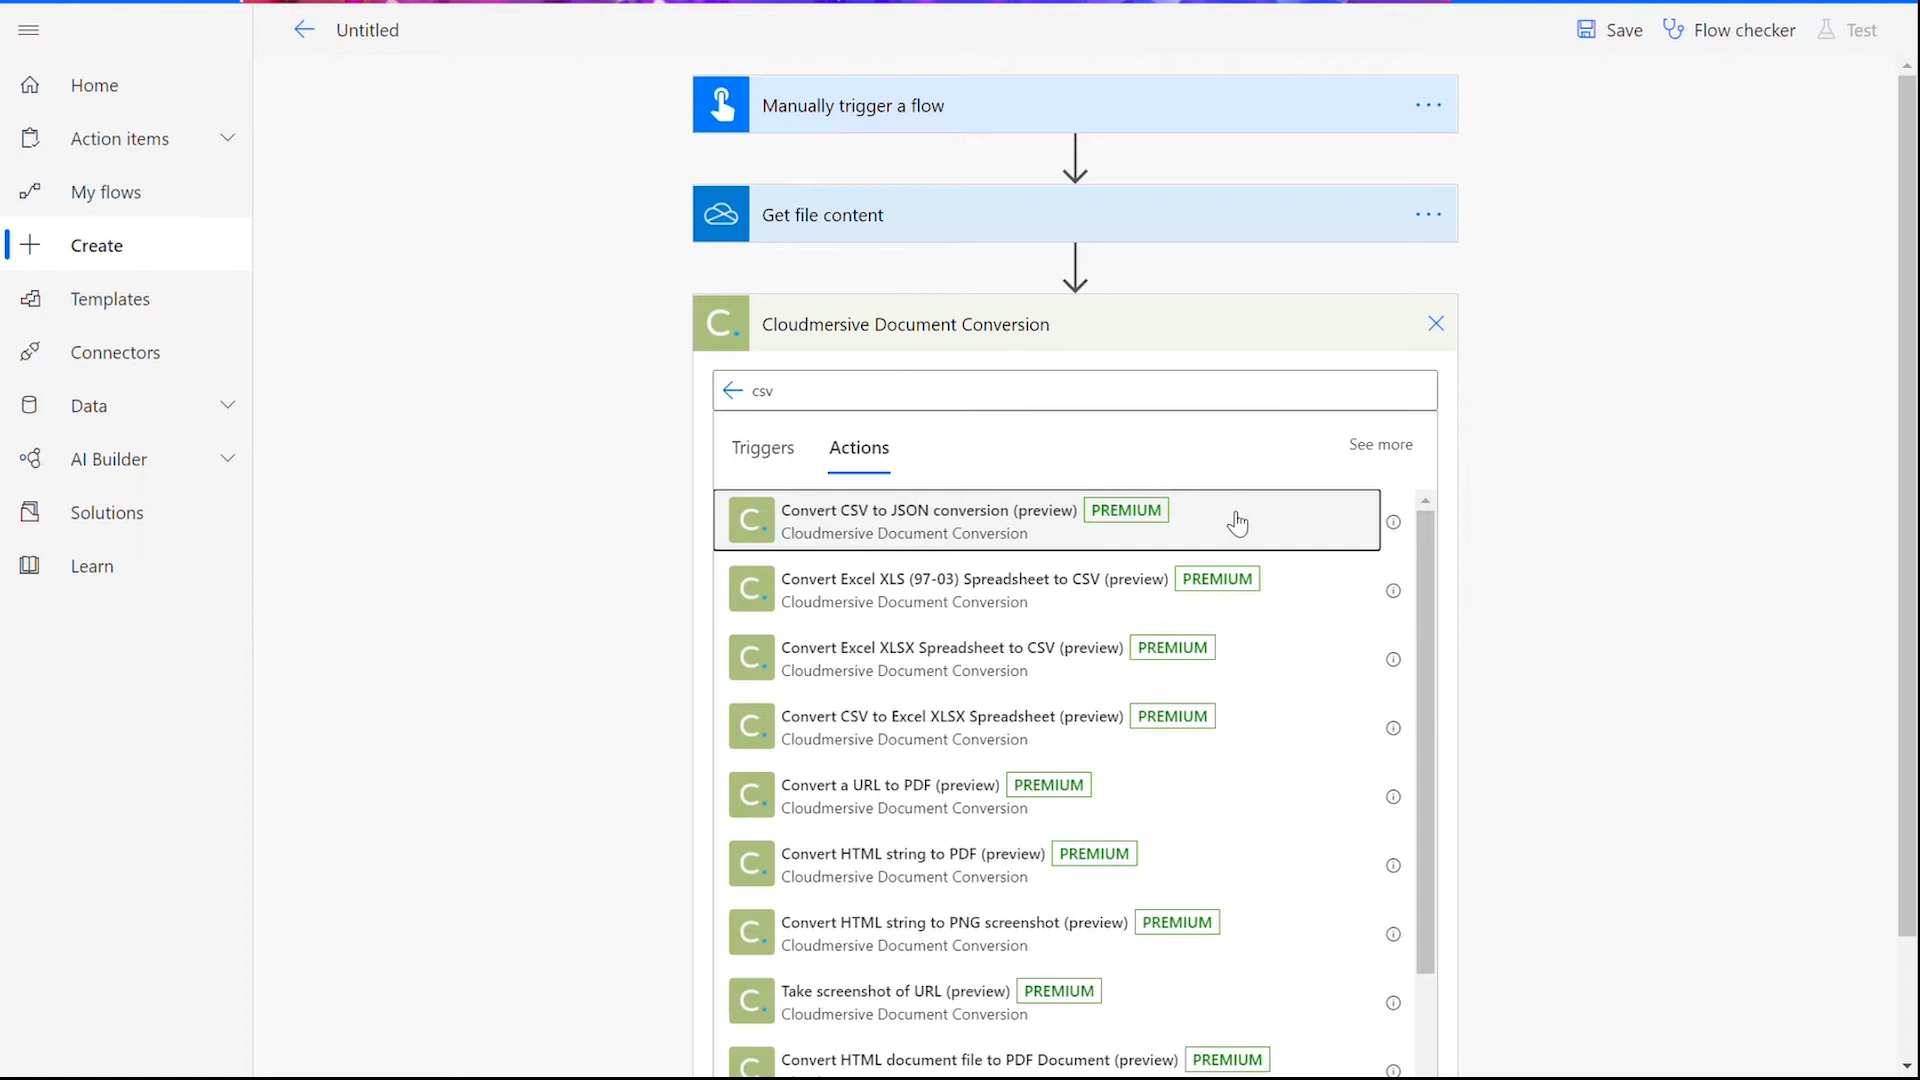 Untitled
Save
Flow checker
Test
Home
Action items
My flows
Create
Templates
Connectors
Data
AI Builder
Solutions
Learn
Manually trigger a flow
Get file content
C. Cloudmersive Document Conversion
csv
Triggers Actions See more
C. Convert CSV to JSON conversion (preview) PREMIUM
Cloudmersive Document Conversion
C. Convert Excel XLS (97-03) Spreadsheet to CSV (preview) PREMIUM
Cloudmersive Document Conversion
C. Convert Excel XLSX Spreadsheet to CSV (preview) PREMIUM
Cloudmersive Document Conversion
C. Convert CSV to Excel XLSX Spreadsheet (preview) PREMIUM
Cloudmersive Document Conversion
C. Convert a URL to PDF (preview) PREMIUM
Cloudmersive Document Conversion
C. Convert HTML string to PDF (preview) PREMIUM
Cloudmersive Document Conversion
C. Convert HTML string to PNG screenshot (preview) PREMIUM
Cloudmersive Document Conversion
C. Take screenshot of URL (preview) PREMIUM
Cloudmersive Document Conversion
C. Convert HTML document file to PDF Document (preview) PREMIUM